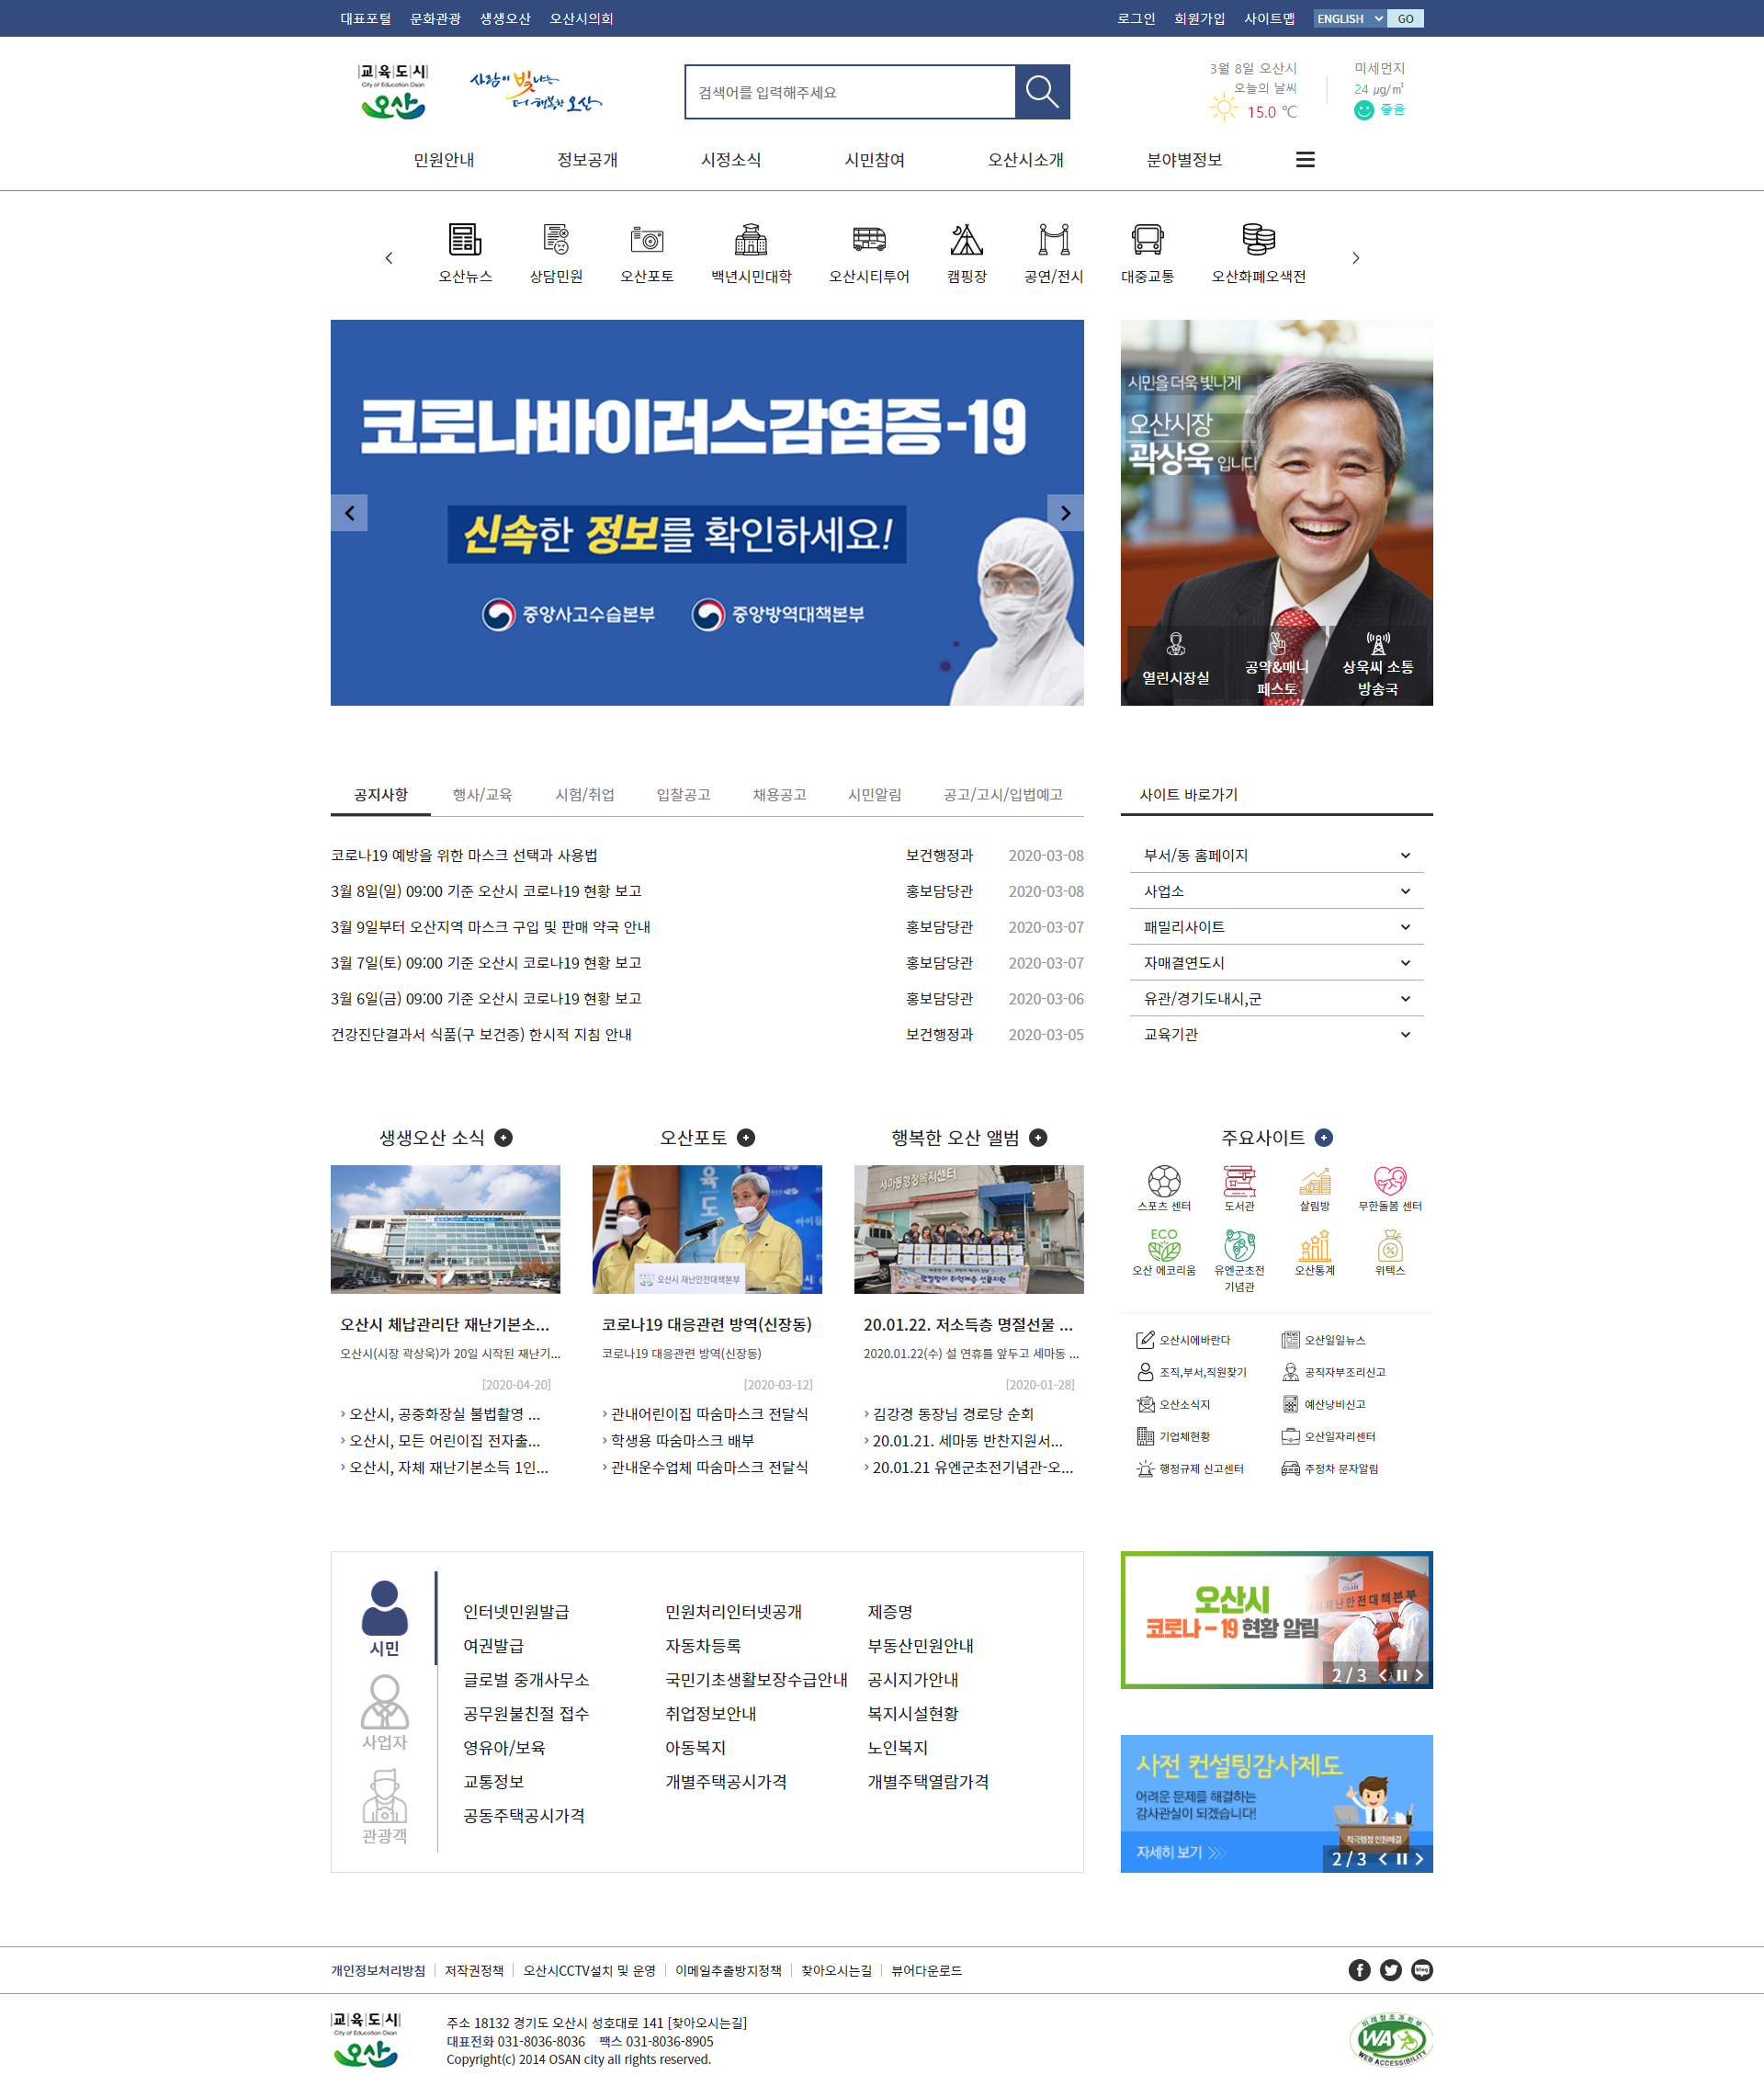 대표포털 문화관광 생생오산 오산시의회
로그인 회원가입 사이트맵 ENGLISH GO
교육도시
City of Education Osan
오산
사람이 빛나는
더 행복한 오산
검색어를 입력해주세요
3월 8일 오산시
오늘의 날씨
15.0 ℃
미세먼지
24 ㎍/㎥
좋음
민원안내 정보공개 시정소식 시민참여 오산시소개 분야별정보
오산뉴스 상담민원 오산포토 백년시민대학 오산시티투어 캠핑장 공연/전시 대중교통 오산화폐오색전
코로나바이러스감염증-19
신속한 정보를 확인하세요!
중앙사고수습본부 중앙방역대책본부
시민을 더욱 빛나게
오산시장
곽상욱 입니다
열린시장실
공약&매니
페스토
상욱씨 소통
방송국
공지사항 행사/교육 시험/취업 입찰공고 채용공고 시민알림 공고/고시/입법예고
코로나19 예방을 위한 마스크 선택과 사용법 보건행정과 2020-03-08
3월 8일(일) 09:00 기준 오산시 코로나19 현황 보고 홍보담당관 2020-03-08
3월 9일부터 오산지역 마스크 구입 및 판매 약국 안내 홍보담당관 2020-03-07
3월 7일(토) 09:00 기준 오산시 코로나19 현황 보고 홍보담당관 2020-03-07
3월 6일(금) 09:00 기준 오산시 코로나19 현황 보고 홍보담당관 2020-03-06
건강진단결과서 식품(구 보건증) 한시적 지침 안내 보건행정과 2020-03-05
사이트 바로가기
부서/동 홈페이지
사업소
패밀리사이트
자매결연도시
유관/경기도내시,군
교육기관
생생오산 소식
오산시 체납관리단 재난기본소...
오산시(시장 곽상욱)가 20일 시작된 재난기...
[2020-04-20]
오산시, 공중화장실 불법촬영 ...
오산시, 모든 어린이집 전자출...
오산시, 자체 재난기본소득 1인...
오산포토
육도
오산시 재난안전대책본부
코로나19 대응관련 방역(신장동)
코로나19 대응관련 방역(신장동)
[2020-03-12]
관내어린이집 따숨마스크 전달식
학생용 따숨마스크 배부
관내운수업체 따숨마스크 전달식
행복한 오산 앨범
세마동행정복지센터
20.01.22. 저소득층 명절선물 ...
2020.01.22(수) 설 연휴를 앞두고 세마동 ...
[2020-01-28]
김강경 동장님 경로당 순회
20.01.21. 세마동 반찬지원서...
20.01.21 유엔군초전기념관-오...
주요사이트
스포츠 센터 도서관 살림방 무한돌봄 센터
ECO
오산 에코리움 유엔군초전 오산통계 위텍스
기념관
오산시에바란다 오산일일뉴스
조직,부서,직원찾기 공직자부조리신고
오산소식지 예산낭비신고
기업체현황 오산일자리센터
행정규제 신고센터 주정차 문자알림
시민
사업자
관광객
인터넷민원발급 민원처리인터넷공개 제증명
여권발급 자동차등록 부동산민원안내
글로벌 중개사무소 국민기초생활보장수급안내 공시지가안내
공무원불친절 접수 취업정보안내 복지시설현황
영유아/보육 아동복지 노인복지
교통정보 개별주택공시가격 개별주택열람가격
공동주택공시가격
오산시
코로나 - 19 현황 알림
2 / 3
사전 컨설팅감사제도
어려운 문제를 해결하는
감사관실이 되겠습니다!
적극행정 민원해결
자세히 보기
2 / 3
개인정보처리방침 저작권정책 오산시CCTV설치 및 운영 이메일추출방지정책 찾아오시는길 뷰어다운로드
blog
교육도시
City of Education Osan
오산
주소 18132 경기도 오산시 성호대로 141 [찾아오시는길]
대표전화 031-8036-8036 팩스 031-8036-8905
Copyright(c) 2014 OSAN city all rights reserved.
미래창조과학부
WA
WEB ACCESSIBILITY